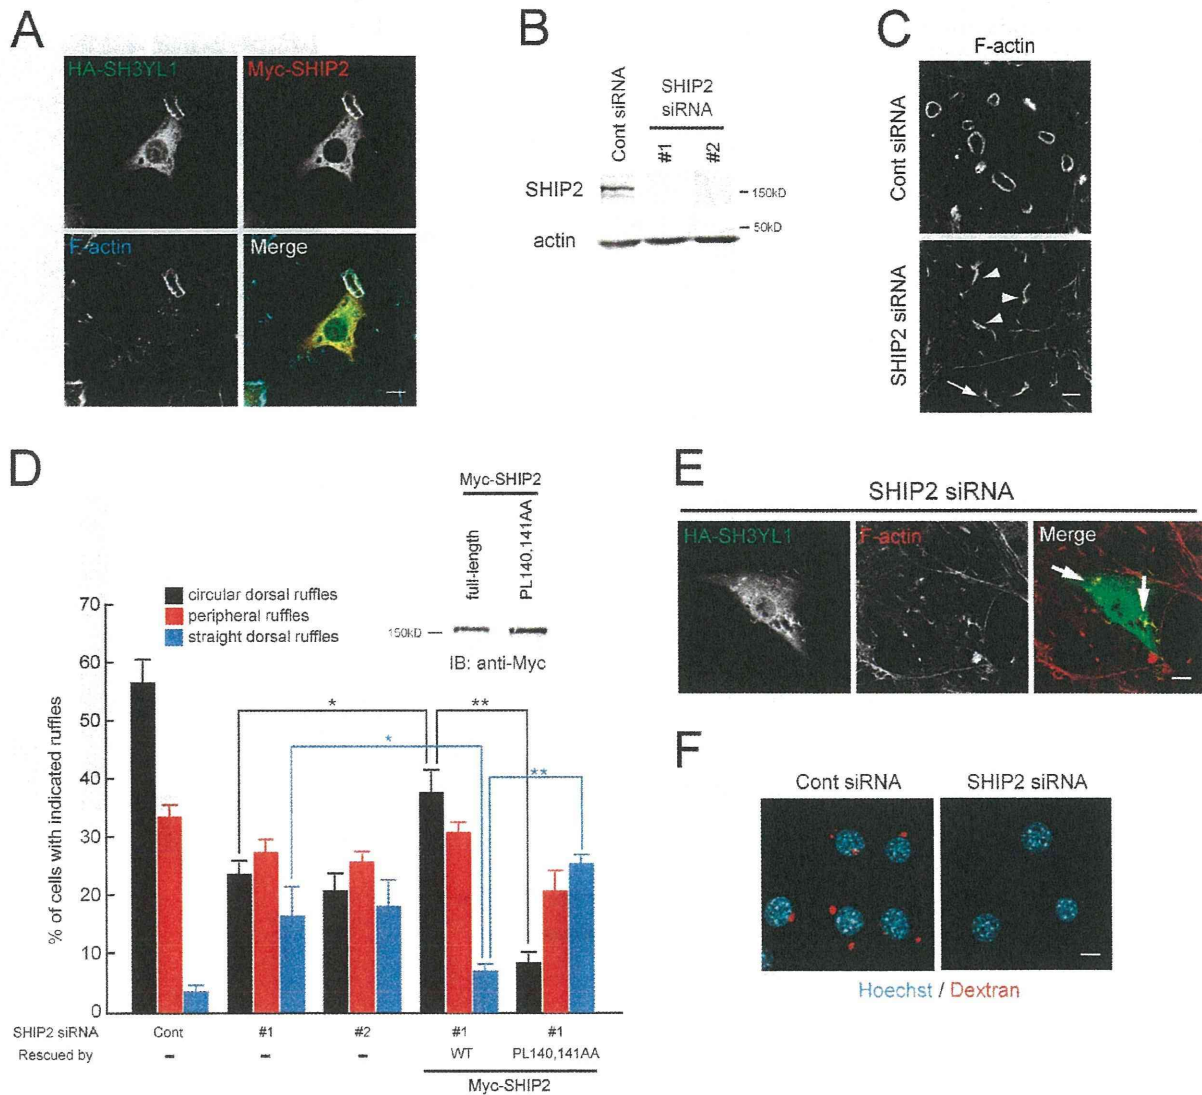 A
HA-SH3YL1
Myc-SHIP2
F-actin
Merge
B
Cont siRNA
SHIP2
siRNA
#1
#2
SHIP2
150kD
50kD
actin
C
F-actin
Cont siRNA
SHIP2 siRNA
D
Myc-SHIP2
full-length
PL140,141AA
150kD
IB: anti-Myc
circular dorsal ruffles
peripheral ruffles
straight dorsal ruffles
% of cells with indicated ruffles
70
60
50
40
30
20
10
0
*
**
*
**
SHIP2 siRNA Cont #1 #2 #1 #1
Rescued by - - - WT PL140,141AA
Myc-SHIP2
E
SHIP2 siRNA
HA-SH3YL1
F-actin
Merge
F
Cont siRNA
SHIP2 siRNA
Hoechst / Dextran